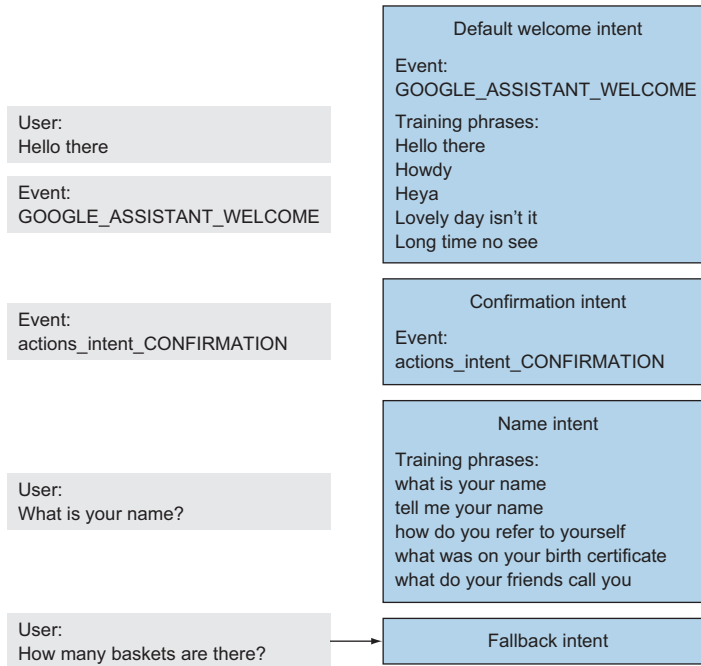 Default welcome intent
Event:
GOOGLE_ASSISTANT_WELCOME
Training phrases:
Hello there
Howdy
Heya
Lovely day isn’t it
Long time no see
User:
Hello there
Event:
GOOGLE_ASSISTANT_WELCOME
Event:
actions_intent_CONFIRMATION
Confirmation intent
Event:
actions_intent_CONFIRMATION
User:
What is your name?
Name intent
Training phrases:
what is your name
tell me your name
how do you refer to yourself
what was on your birth certificate
what do your friends call you
User:
How many baskets are there?
Fallback intent